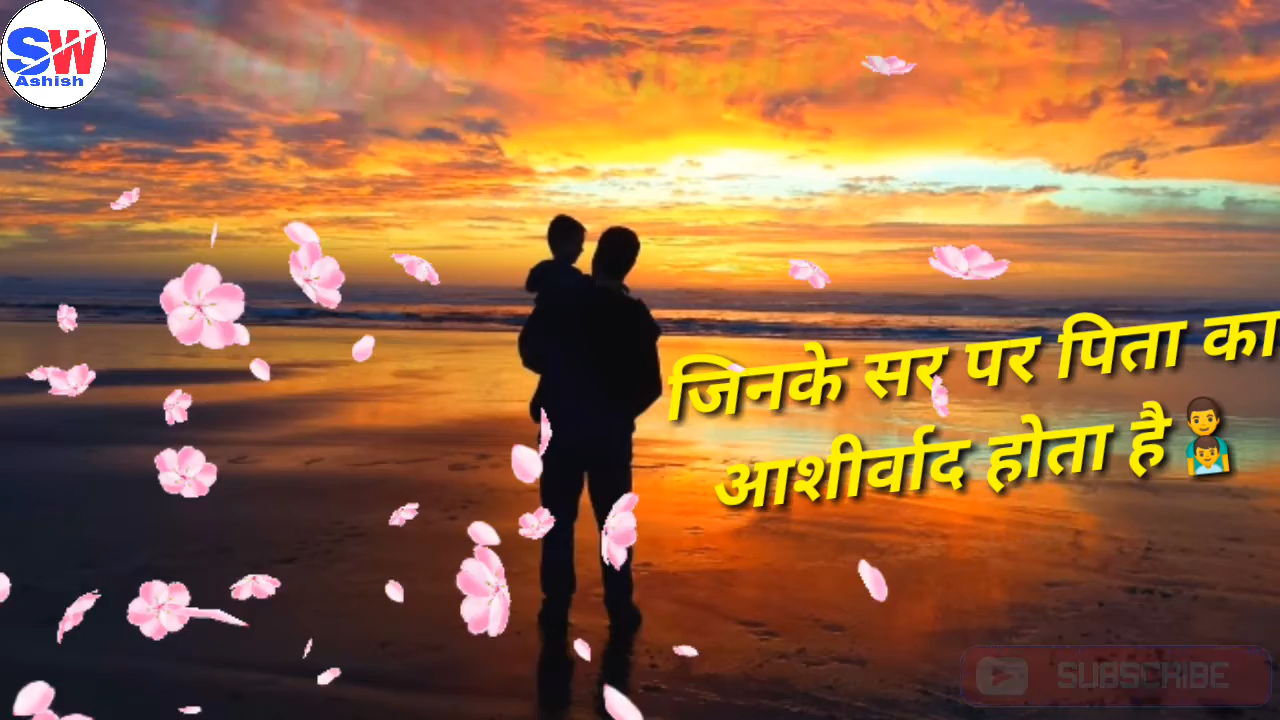 SW
Ashish
जिनके सर पर पिता का
आशीर्वाद होता है
SUBSCRIBE